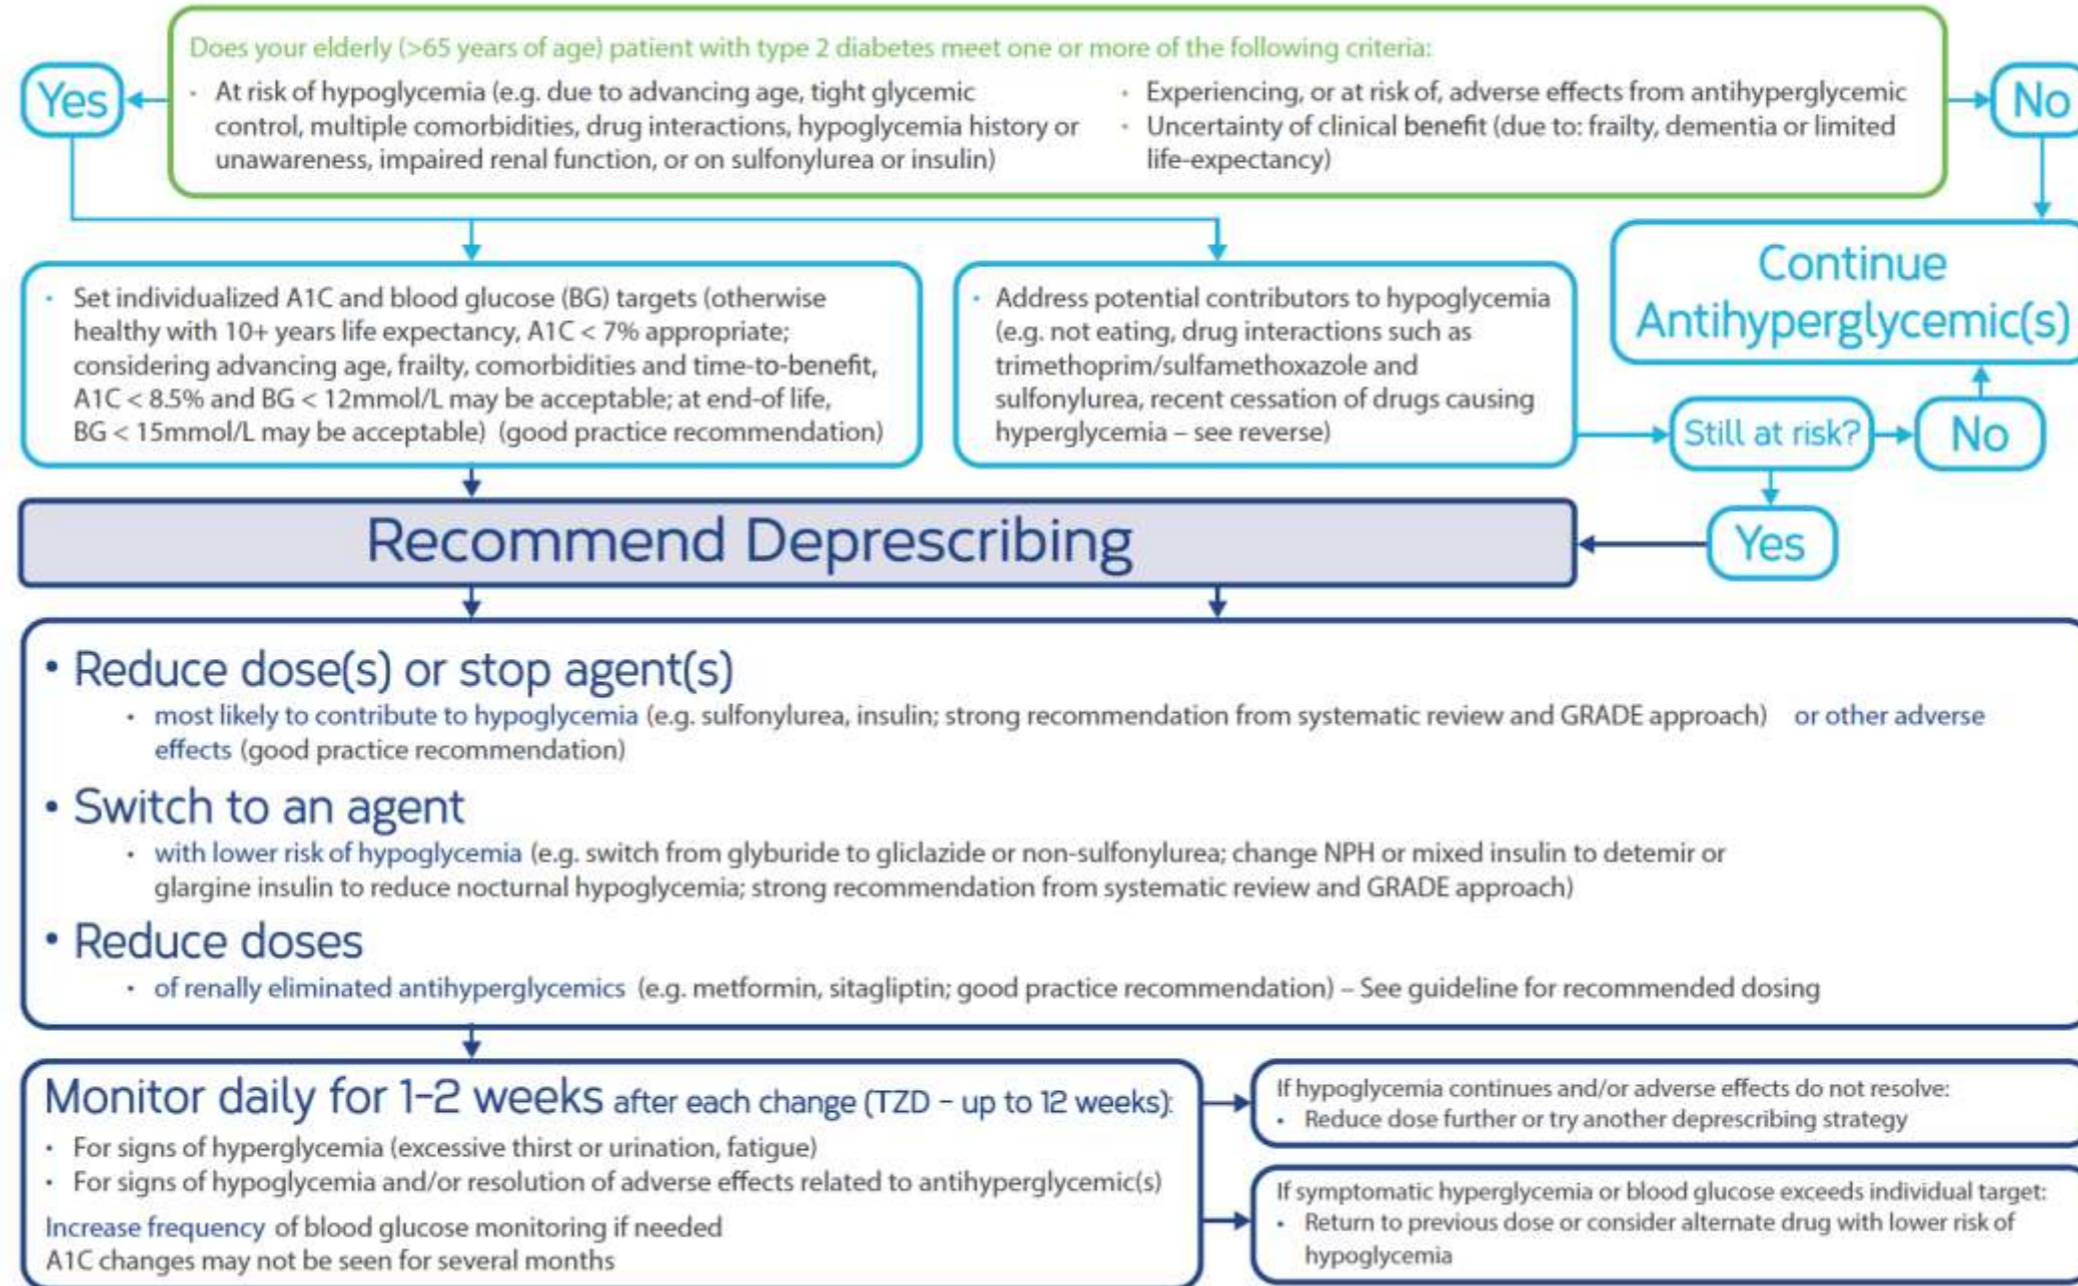 Does your elderly (>65 years of age) patient with type 2 diabetes meet one or more of the following criteria:
Yes
• At risk of hypoglycemia (e.g. due to advancing age, tight glycemic
control, multiple comorbidities, drug interactions, hypoglycemia history or
unawareness, impaired renal function, or on sulfonylurea or insulin)
• Experiencing, or at risk of, adverse effects from antihyperglycemic
• Uncertainty of clinical benefit (due to: frailty, dementia or limited
life-expectancy)
No
• Set individualized A1C and blood glucose (BG) targets (otherwise
healthy with 10+ years life expectancy, A1C < 7% appropriate;
considering advancing age, frailty, comorbidities and time-to-benefit,
A1C < 8.5% and BG < 12mmol/L may be acceptable; at end-of life,
BG < 15mmol/L may be acceptable) (good practice recommendation)
• Address potential contributors to hypoglycemia
(e.g. not eating, drug interactions such as
trimethoprim/sulfamethoxazole and
sulfonylurea, recent cessation of drugs causing
hyperglycemia – see reverse)
Continue
Antihyperglycemic(s)
Still at risk?
No
Yes
Recommend Deprescribing
• Reduce dose(s) or stop agent(s)
• most likely to contribute to hypoglycemia (e.g. sulfonylurea, insulin; strong recommendation from systematic review and GRADE approach) or other adverse
effects (good practice recommendation)
• Switch to an agent
• with lower risk of hypoglycemia (e.g. switch from glyburide to gliclazide or non-sulfonylurea; change NPH or mixed insulin to detemir or
glargine insulin to reduce nocturnal hypoglycemia; strong recommendation from systematic review and GRADE approach)
• Reduce doses
• of renally eliminated antihyperglycemics (e.g. metformin, sitagliptin; good practice recommendation) – See guideline for recommended dosing
Monitor daily for 1-2 weeks after each change (TZD – up to 12 weeks):
• For signs of hyperglycemia (excessive thirst or urination, fatigue)
• For signs of hypoglycemia and/or resolution of adverse effects related to antihyperglycemic(s)
Increase frequency of blood glucose monitoring if needed
A1C changes may not be seen for several months
If hypoglycemia continues and/or adverse effects do not resolve:
• Reduce dose further or try another deprescribing strategy
If symptomatic hyperglycemia or blood glucose exceeds individual target:
• Return to previous dose or consider alternate drug with lower risk of
hypoglycemia